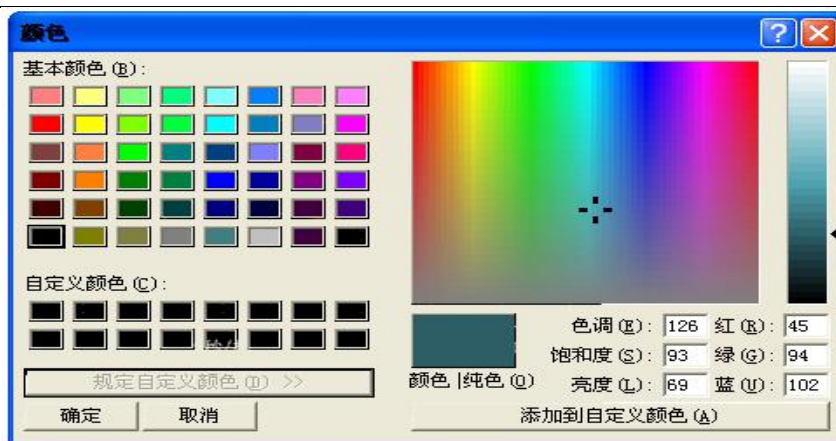 颜色
基本颜色(B):
自定义颜色(C):
规定自定义颜色(D) >>
确定 取消
色调(E): 126 红(R): 45
饱和度(S): 93 绿(G): 94
颜色|纯色(O) 亮度(L): 69 蓝(U): 102
添加到自定义颜色(A)